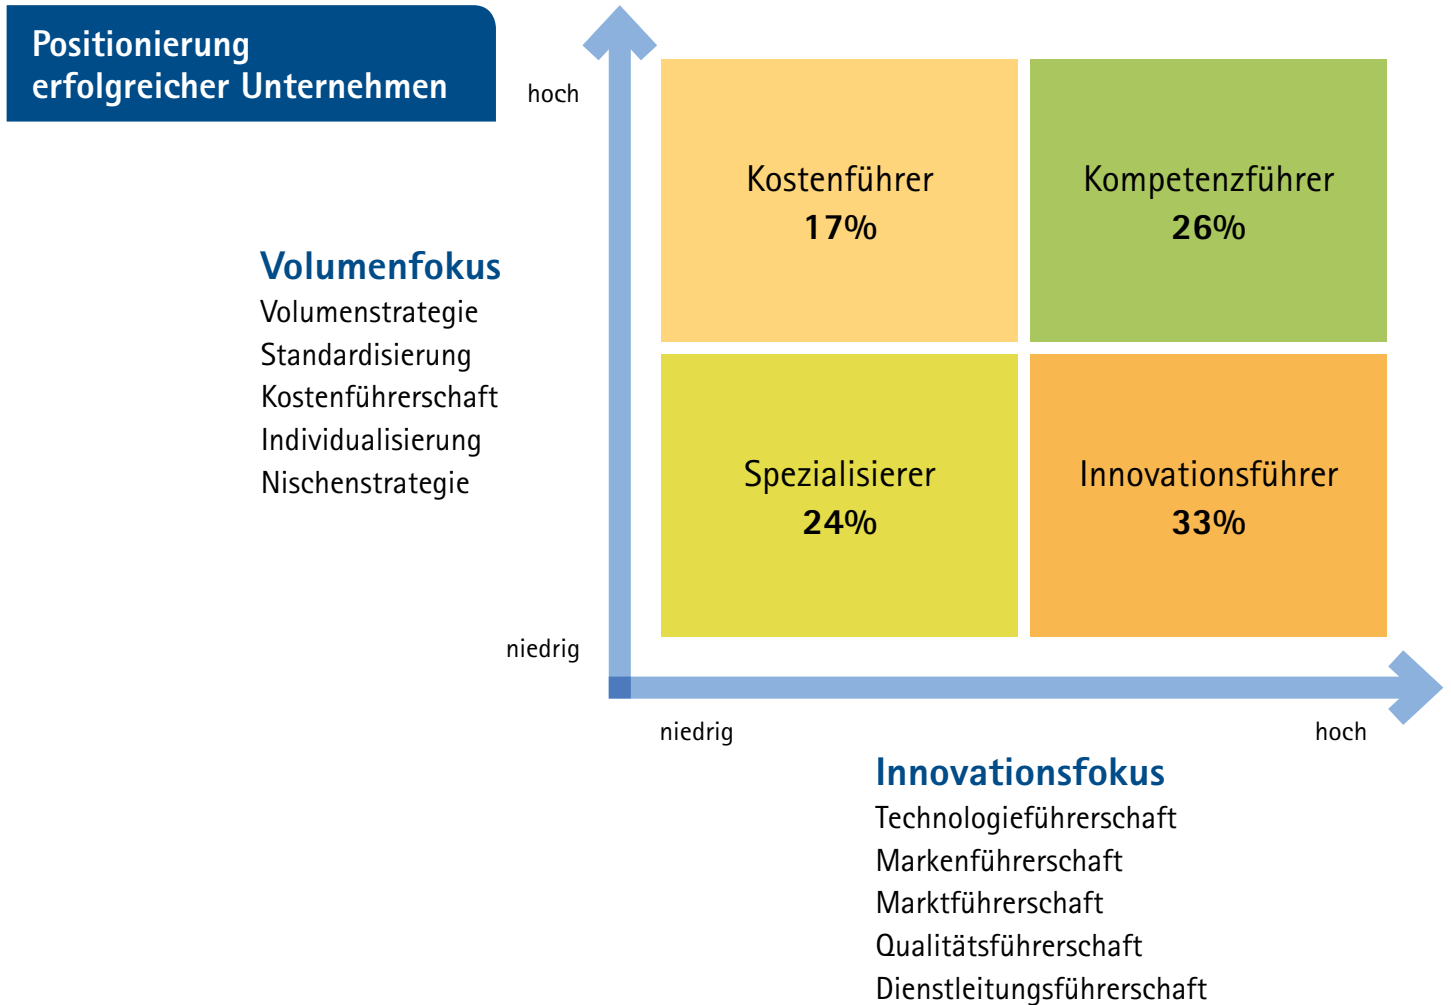 Positionierung
erfolgreicher Unternehmen
hoch
Kostenführer
17%
Kompetenzführer
26%
Volumenfokus
Volumenstrategie
Standardisierung
Kostenführerschaft
Individualisierung
Nischenstrategie
Spezialisierer
24%
Innovationsführer
33%
niedrig
niedrig
hoch
Innovationsfokus
Technologieführerschaft
Markenführerschaft
Marktführerschaft
Qualitätsführerschaft
Dienstleitungsführerschaft